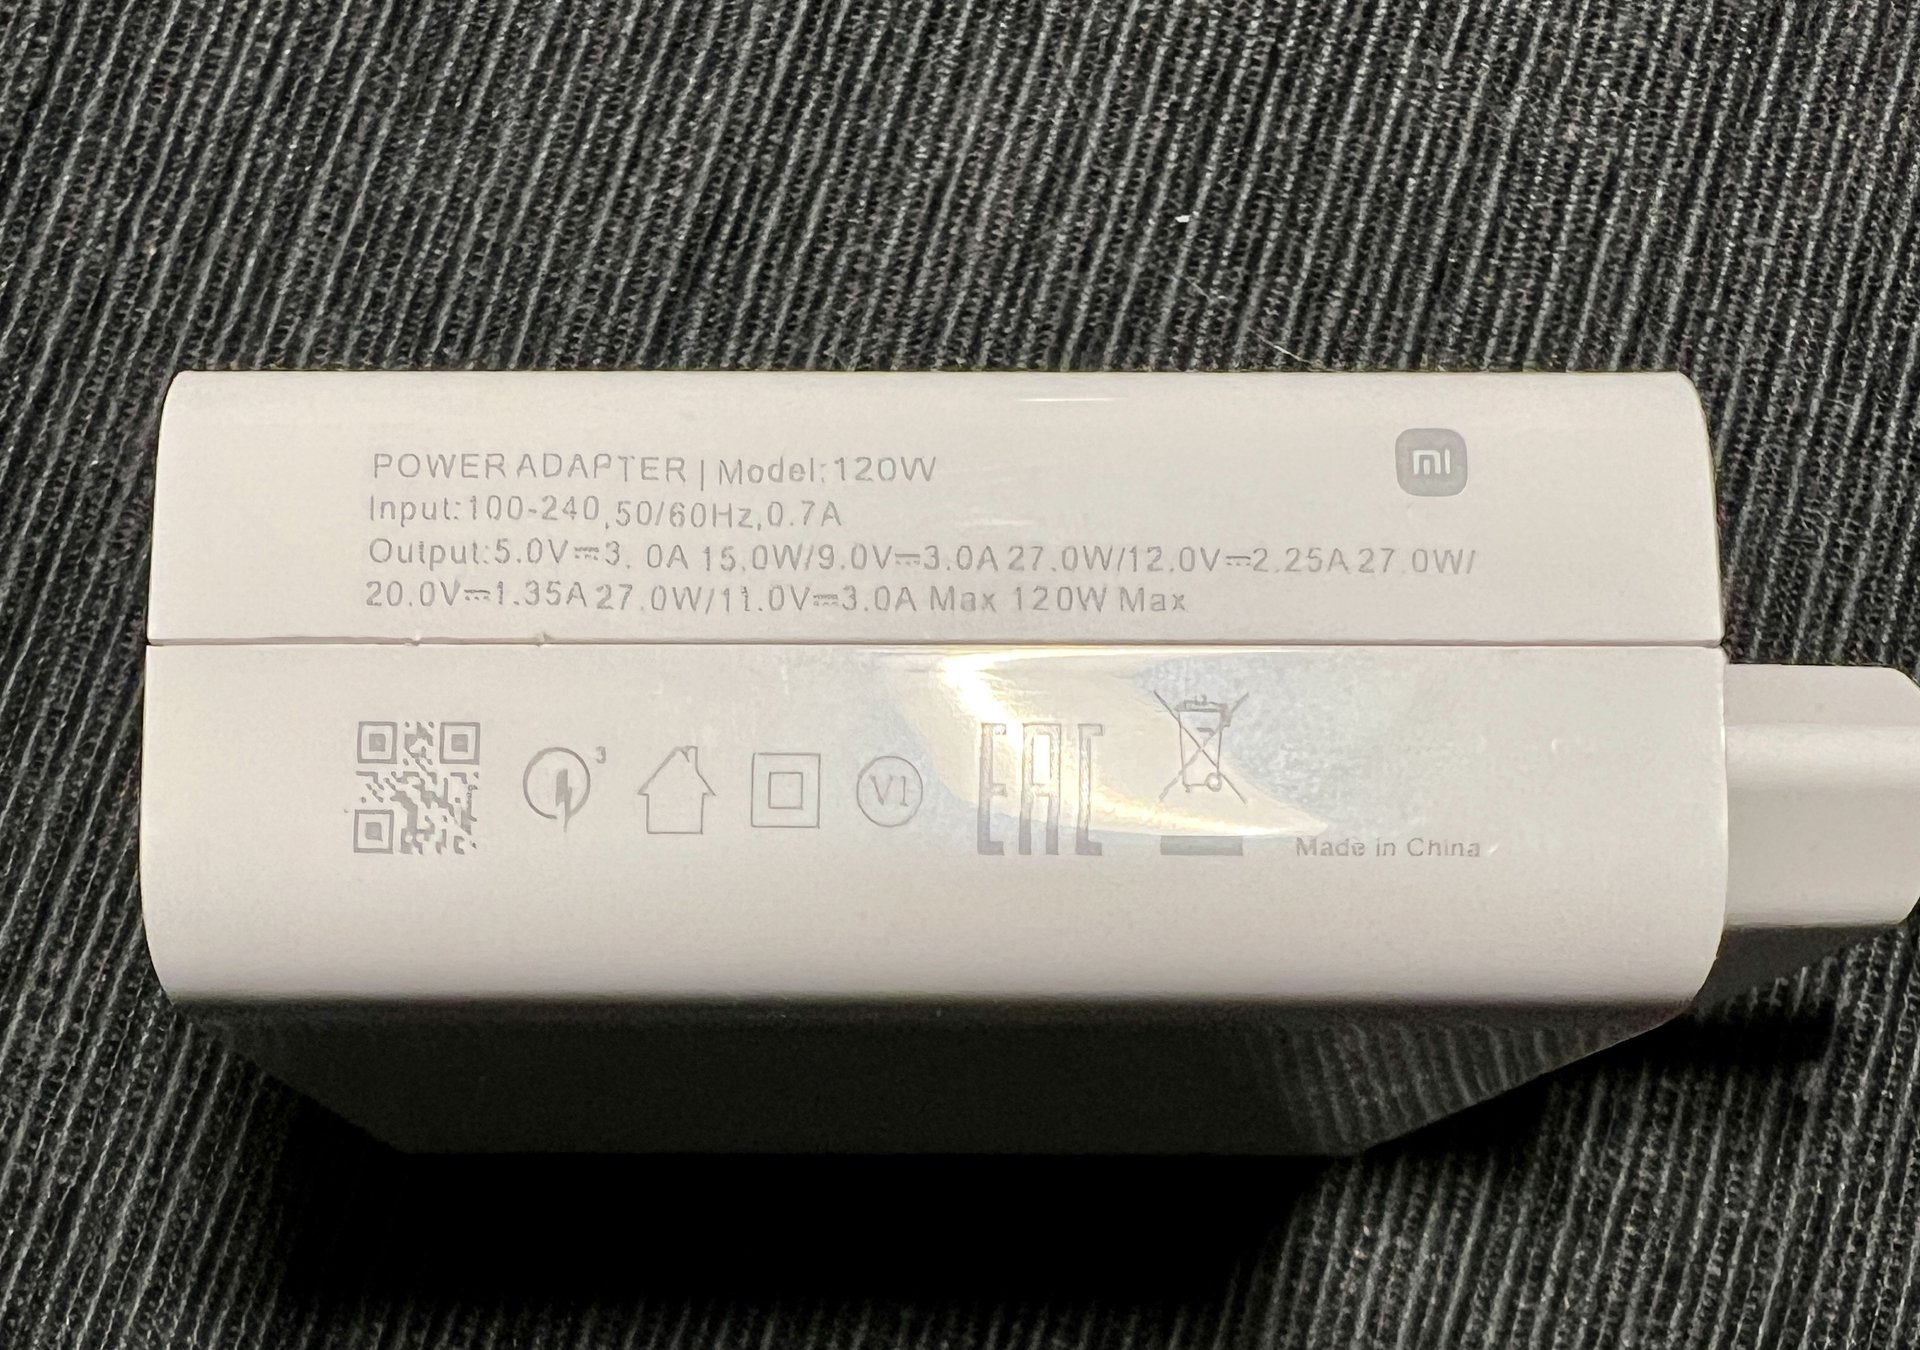 POWER ADAPTER | Model:120W
mi
Input:100-240,50/60Hz,0.7A
Output:5.0V⎓3. 0A 15.0W/9.0V⎓3.0A 27.0W/12.0V⎓2.25A 27.0W/
20.0V⎓1.35A 27.0W/11.0V⎓3.0A Max 120W Max
3
VI
EAC
Made in China